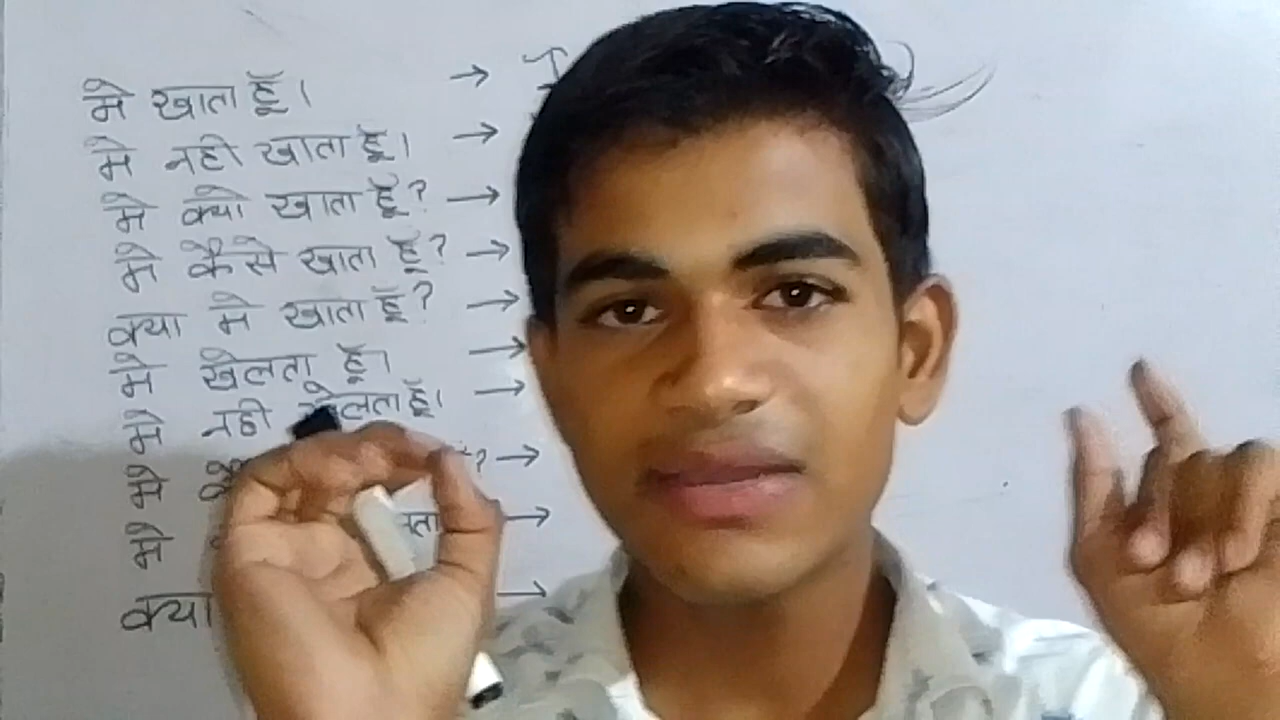 मे खाता हूँ। → I
मे नही खाता हूँ। →
मे क्यो खाता हूँ? →
मे कैसे खाता हूँ? →
क्या मे खाता हूँ? →
मे खेलता हूँ। →
मे नही खेलता हूँ। →
मे ? →
मे →
क्या →